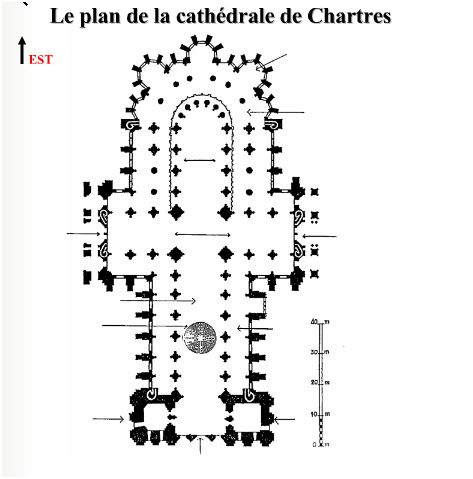 Le plan de la cathédrale de Chartres
EST
40 m
30 m
20 m
10 m
0 m